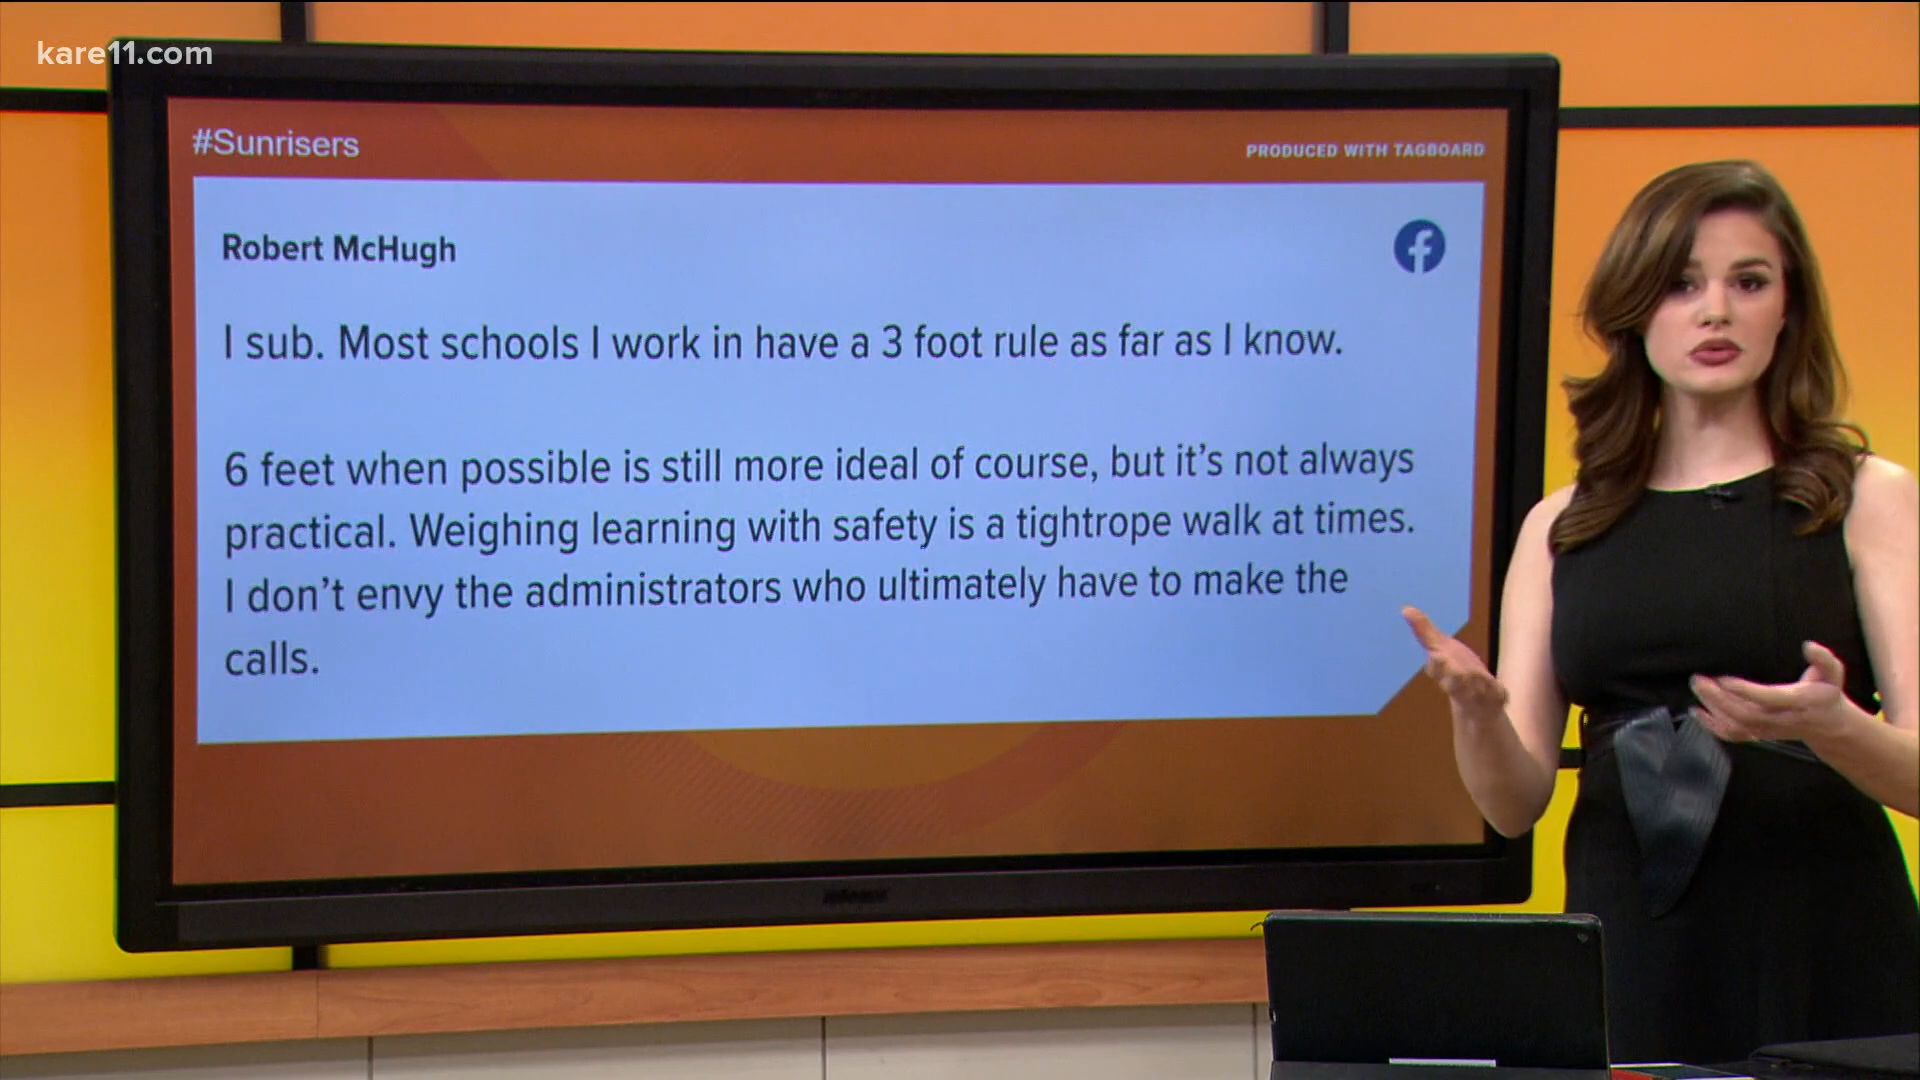 kare11.com
#Sunrisers
PRODUCED WITH TAGBOARD
Robert McHugh
I sub. Most schools I work in have a 3 foot rule as far as I know.
6 feet when possible is still more ideal of course, but it’s not always
practical. Weighing learning with safety is a tightrope walk at times.
I don’t envy the administrators who ultimately have to make the
calls.